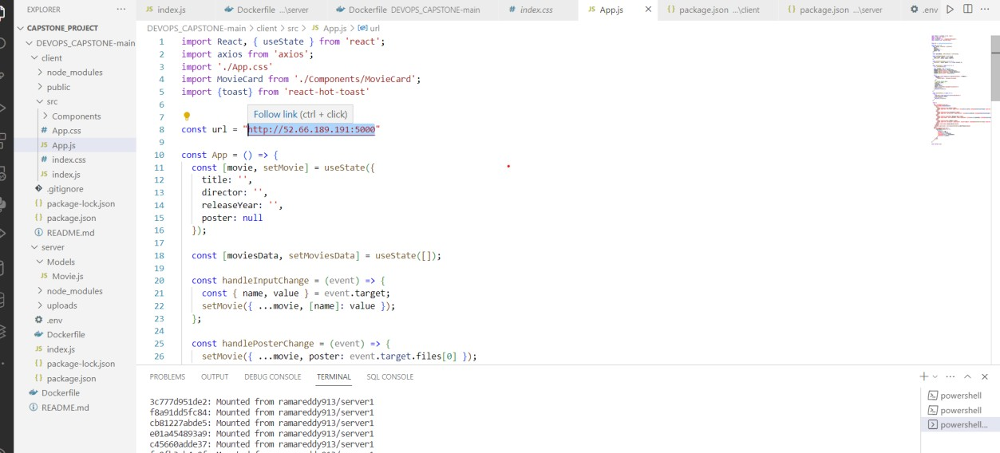 EXPLORER
CAPSTONE_PROJECT
DEVOPS_CAPSTONE-main
client
node_modules
public
src
Components
# App.css
JS App.js
# index.css
JS index.js
.gitignore
{} package-lock.json
{} package.json
README.md
server
Models
JS Movie.js
node_modules
uploads
.env
Dockerfile
JS index.js
{} package-lock.json
{} package.json
Dockerfile
README.md
JS index.js
Dockerfile ...\server
Dockerfile DEVOPS_CAPSTONE-main
# index.css
JS App.js
{} package.json ...\client
{} package.json ...\server
.env
DEVOPS_CAPSTONE-main > client > src > JS App.js > url
1 import React, { useState } from 'react';
2 import axios from 'axios';
3 import './App.css'
4 import MovieCard from './Components/MovieCard';
5 import {toast} from 'react-hot-toast'
6
7
Follow link (ctrl + click)
8 const url = "http://52.66.189.191:5000"
9
10 const App = () => {
11 const [movie, setMovie] = useState({
12 title: '',
13 director: '',
14 releaseYear: '',
15 poster: null
16 });
17
18 const [moviesData, setMoviesData] = useState([]);
19
20 const handleInputChange = (event) => {
21 const { name, value } = event.target;
22 setMovie({ ...movie, [name]: value });
23 };
24
25 const handlePosterChange = (event) => {
26 setMovie({ ...movie, poster: event.target.files[0] });
PROBLEMS OUTPUT DEBUG CONSOLE TERMINAL SQL CONSOLE
3c777d951de2: Mounted from ramareddy913/server1
f8a91dd5fc84: Mounted from ramareddy913/server1
cb81227abde5: Mounted from ramareddy913/server1
e01a454893a9: Mounted from ramareddy913/server1
c45660adde37: Mounted from ramareddy913/server1
powershell
powershell
powershell...